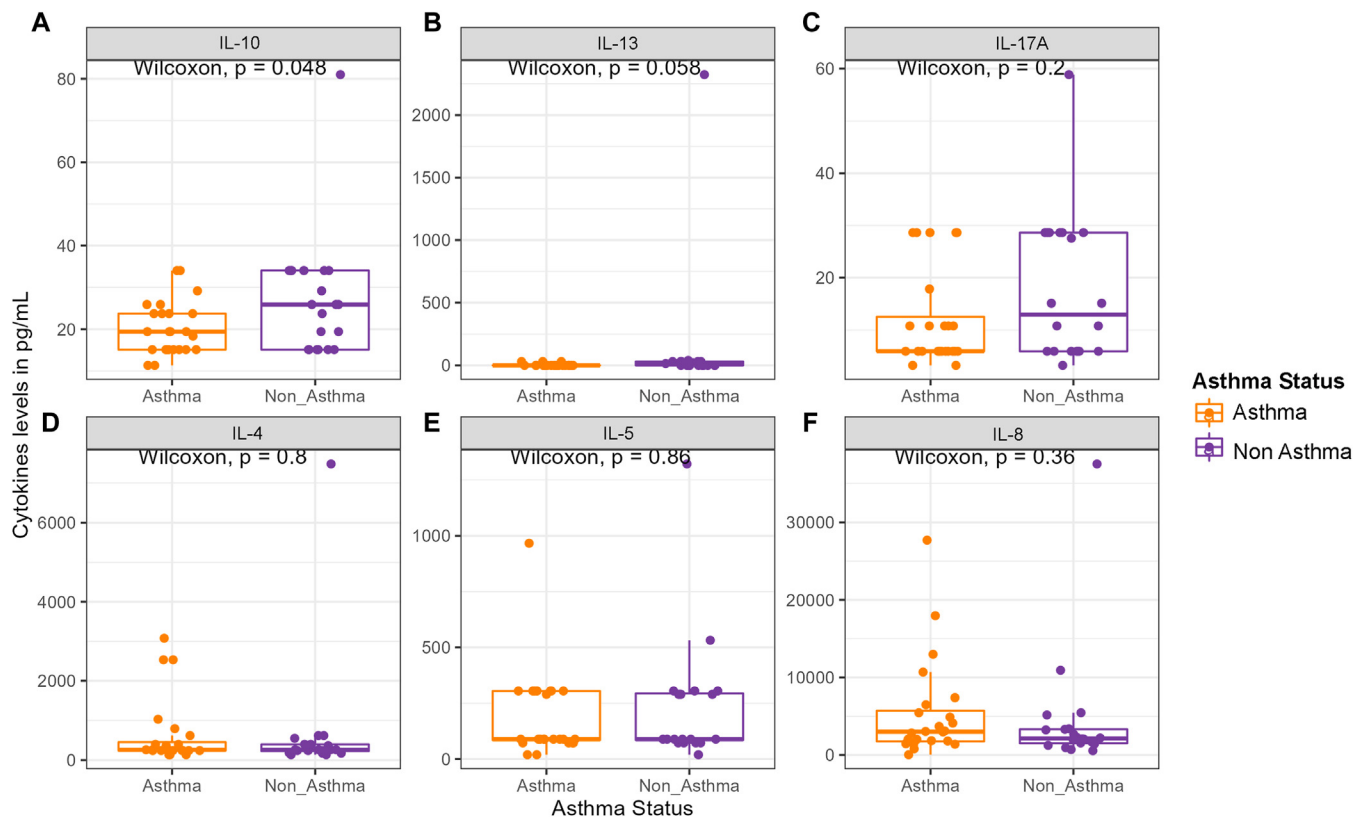 A
IL-10
Wilcoxon, p = 0.048
80
60
40
20
Asthma
Non_Asthma
B
IL-13
Wilcoxon, p = 0.058
2000
1500
1000
500
0
Asthma
Non_Asthma
C
IL-17A
Wilcoxon, p = 0.2
60
40
20
Asthma
Non_Asthma
Cytokines levels in pg/mL
D
IL-4
Wilcoxon, p = 0.8
6000
4000
2000
0
Asthma
Non_Asthma
E
IL-5
Wilcoxon, p = 0.86
1000
500
0
Asthma
Non_Asthma
F
IL-8
Wilcoxon, p = 0.36
30000
20000
10000
0
Asthma
Non_Asthma
Asthma Status
Asthma Status
Asthma
Non Asthma